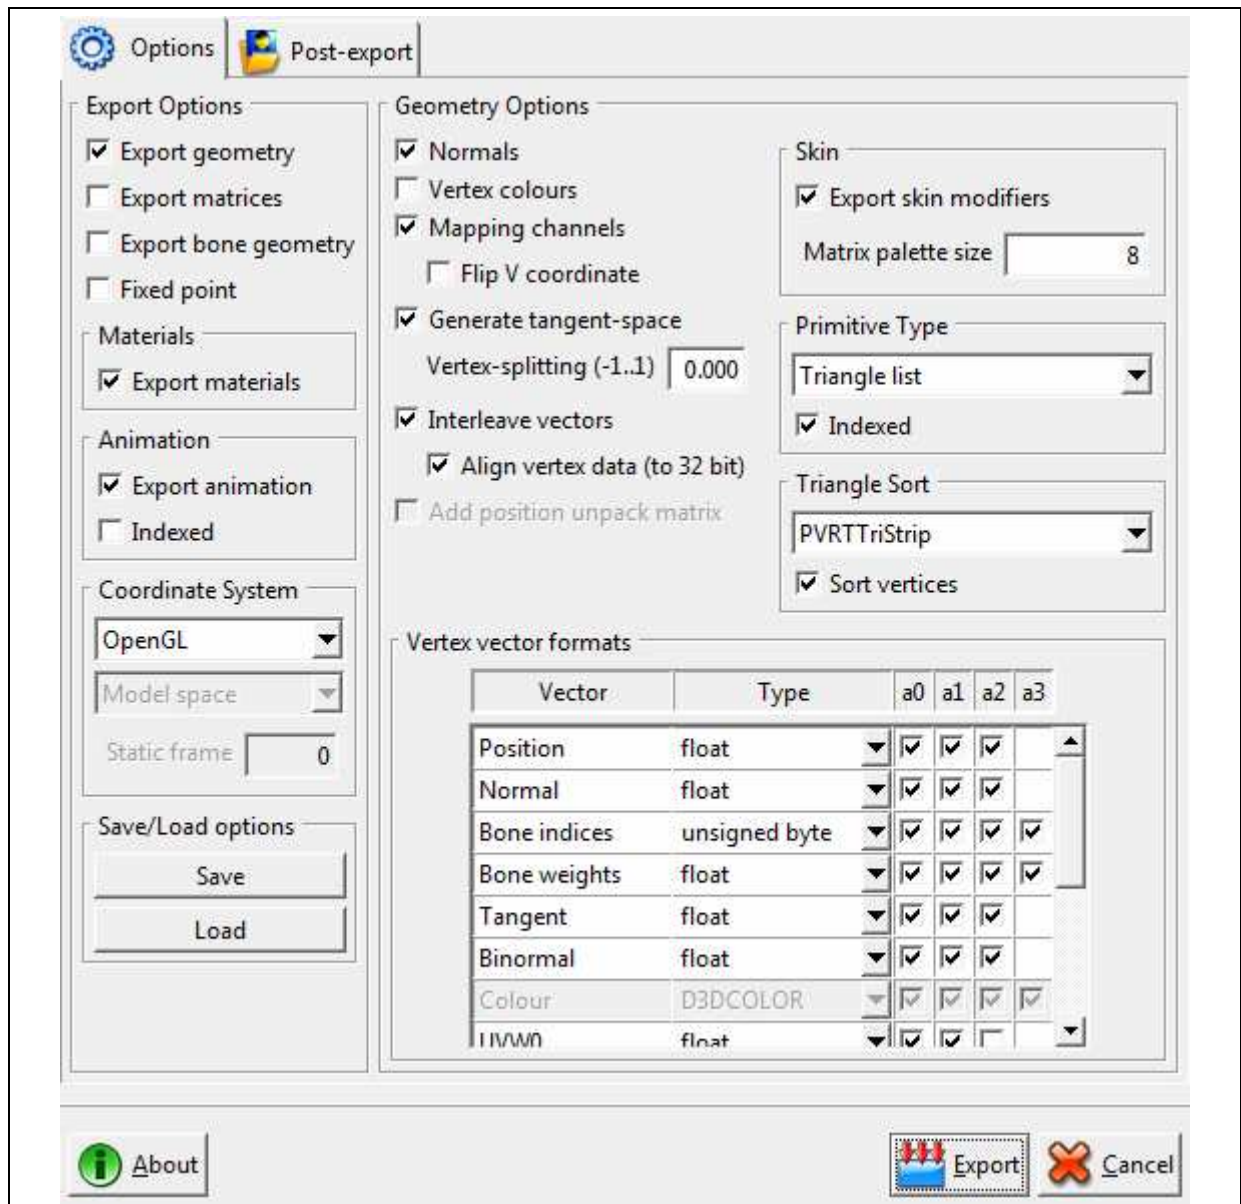 Options
Post-export
Export Options
Export geometry
Export matrices
Export bone geometry
Fixed point
Materials
Export materials
Animation
Export animation
Indexed
Coordinate System
OpenGL
Model space
Static frame 0
Save/Load options
Save
Load
Geometry Options
Normals
Vertex colours
Mapping channels
Flip V coordinate
Generate tangent-space
Vertex-splitting (-1..1) 0.000
Interleave vectors
Align vertex data (to 32 bit)
Add position unpack matrix
Skin
Export skin modifiers
Matrix palette size 8
Primitive Type
Triangle list
Indexed
Triangle Sort
PVRTTriStrip
Sort vertices
Vertex vector formats
Vector Type a0 a1 a2 a3
Position float
Normal float
Bone indices unsigned byte
Bone weights float
Tangent float
Binormal float
Colour D3DCOLOR
UVW0 float
About
Export
Cancel